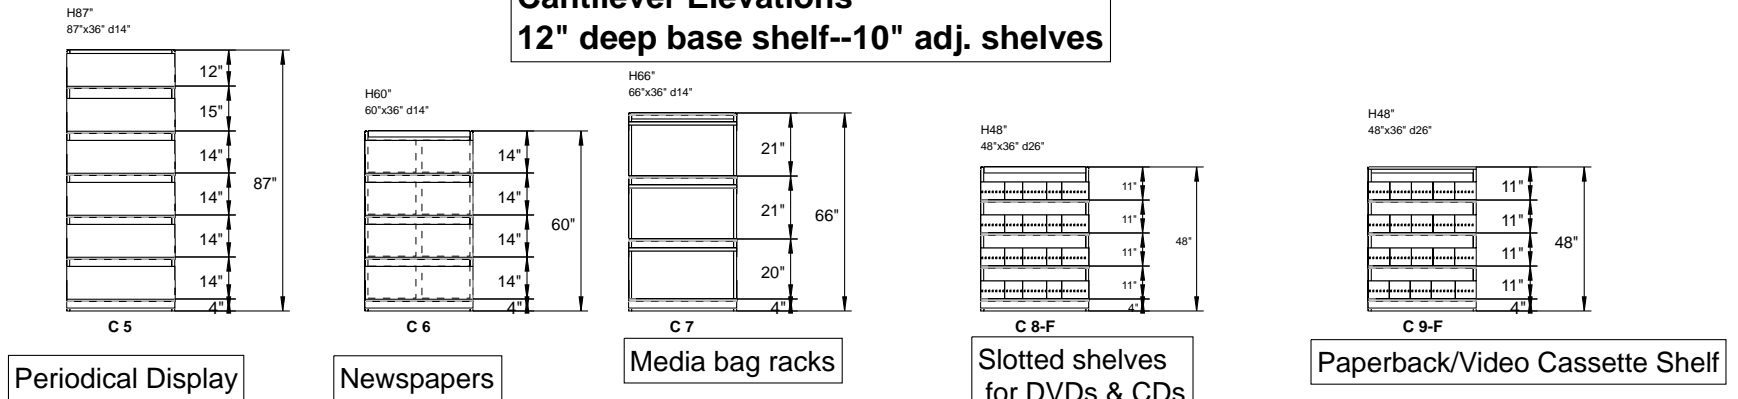 Cantilever Elevations
12" deep base shelf--10" adj. shelves
H87"
87"x36" d14"
12"
15"
14"
14"
14"
14"
4"
87"
C 5
Periodical Display
H60"
60"x36" d14"
14"
14"
14"
14"
4"
60"
C 6
Newspapers
H66"
66"x36" d14"
21"
21"
20"
4"
66"
C 7
Media bag racks
H48"
48"x36" d26"
11"
11"
11"
11"
4"
48"
C 8-F
Slotted shelves
for DVDs & CDs
H48"
48"x36" d26"
11"
11"
11"
11"
4"
48"
C 9-F
Paperback/Video Cassette Shelf